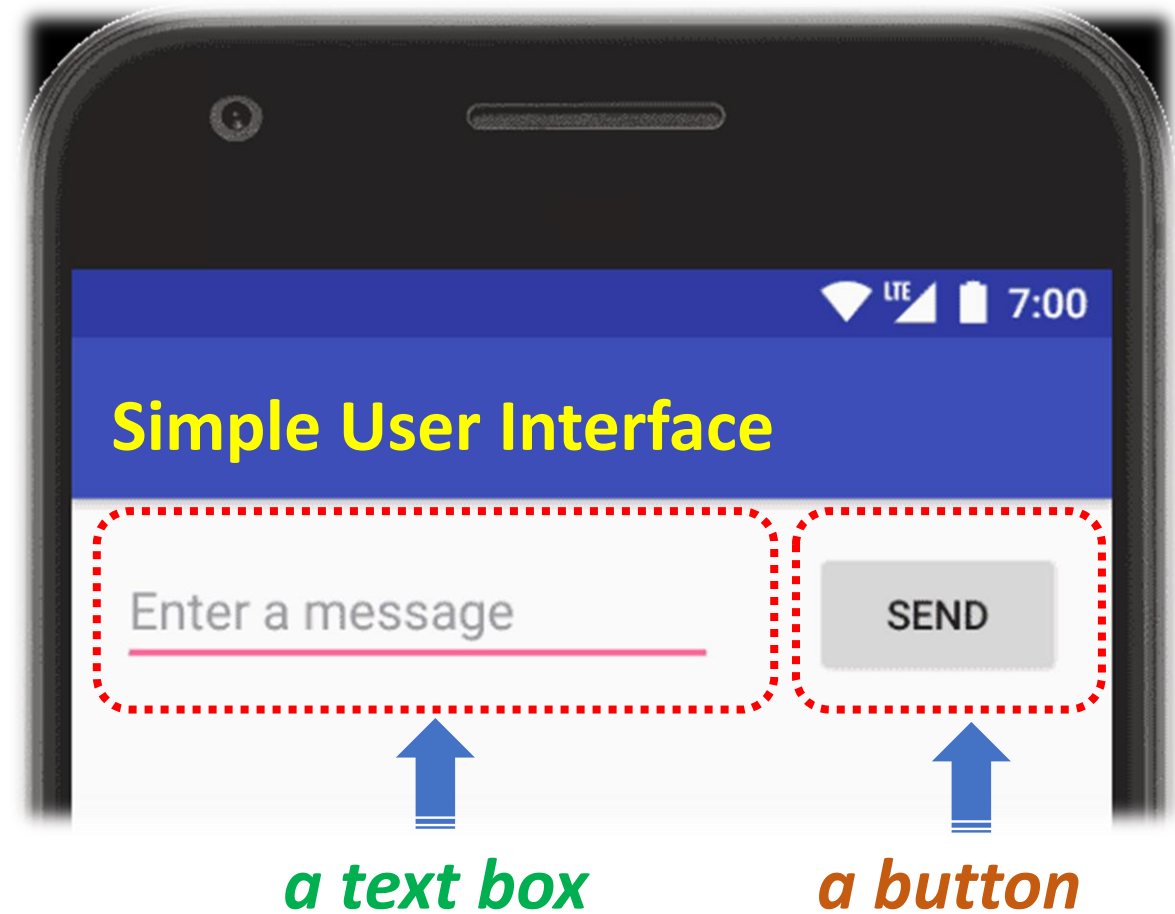 LTE 7:00
Simple User Interface
Enter a message SEND
a text box a button